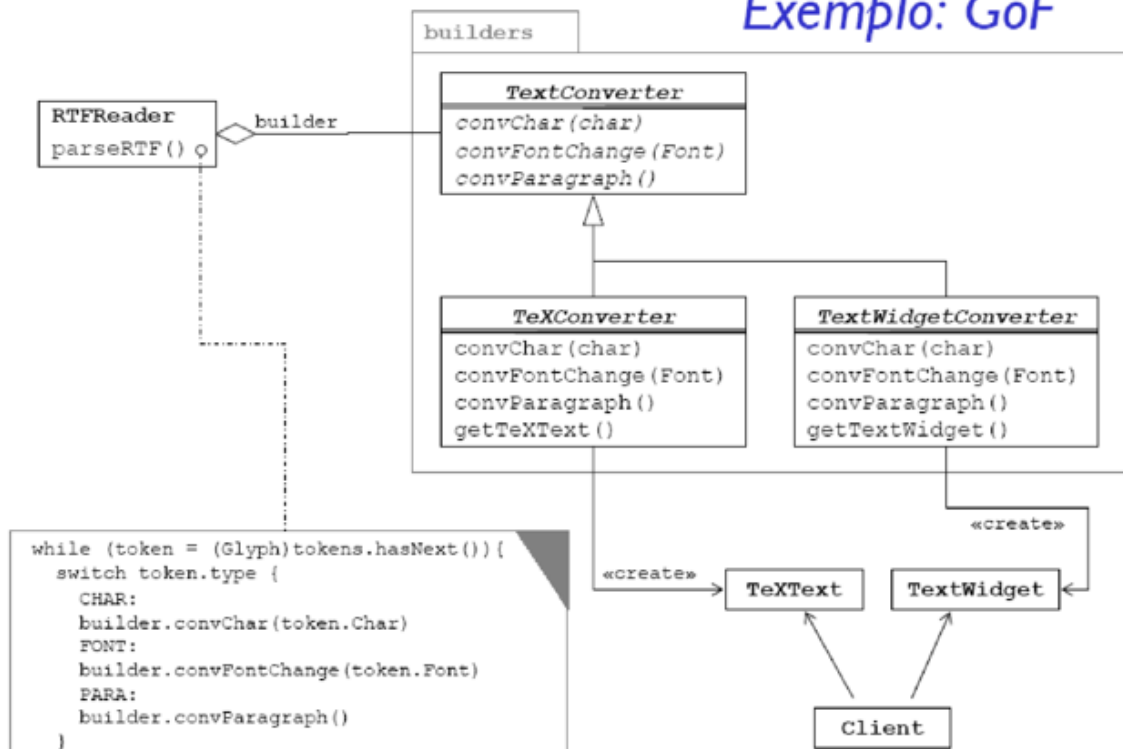 Exemplo: GoF
builders
TextConverter
convChar(char)
convFontChange(Font)
convParagraph()
RTFReader
parseRTF()
builder
TeXConverter
convChar(char)
convFontChange(Font)
convParagraph()
getTeXText()
TextWidgetConverter
convChar(char)
convFontChange(Font)
convParagraph()
getTextWidget()
«create»
«create»
TeXText
TextWidget
Client
while (token = (Glyph)tokens.hasNext()){
switch token.type {
CHAR:
builder.convChar(token.Char)
FONT:
builder.convFontChange(token.Font)
PARA:
builder.convParagraph()
}